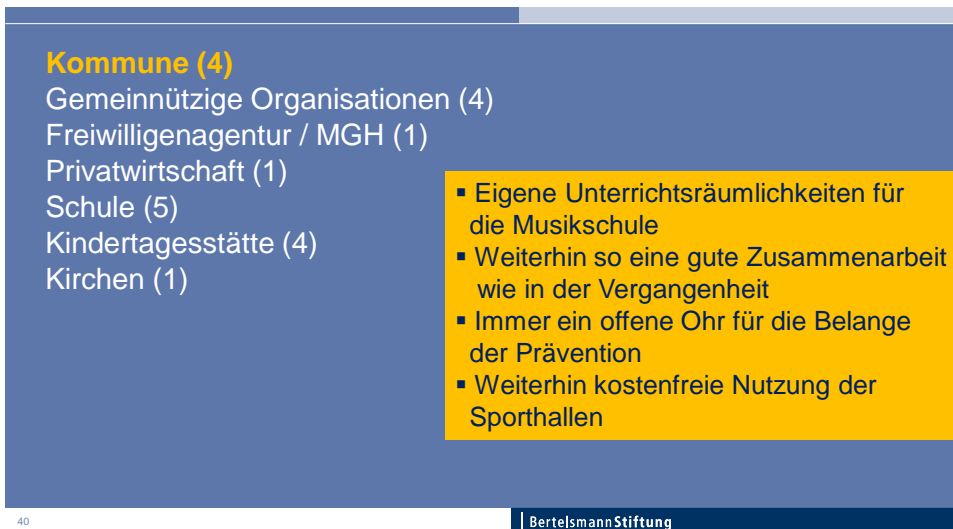 Kommune (4)
Gemeinnützige Organisationen (4)
Freiwilligenagentur / MGH (1)
Privatwirtschaft (1)
Schule (5)
Kindertagesstätte (4)
Kirchen (1)
▪ Eigene Unterrichtsräumlichkeiten für
die Musikschule
▪ Weiterhin so eine gute Zusammenarbeit
wie in der Vergangenheit
▪ Immer ein offene Ohr für die Belange
der Prävention
▪ Weiterhin kostenfreie Nutzung der
Sporthallen
40
BertelsmannStiftung